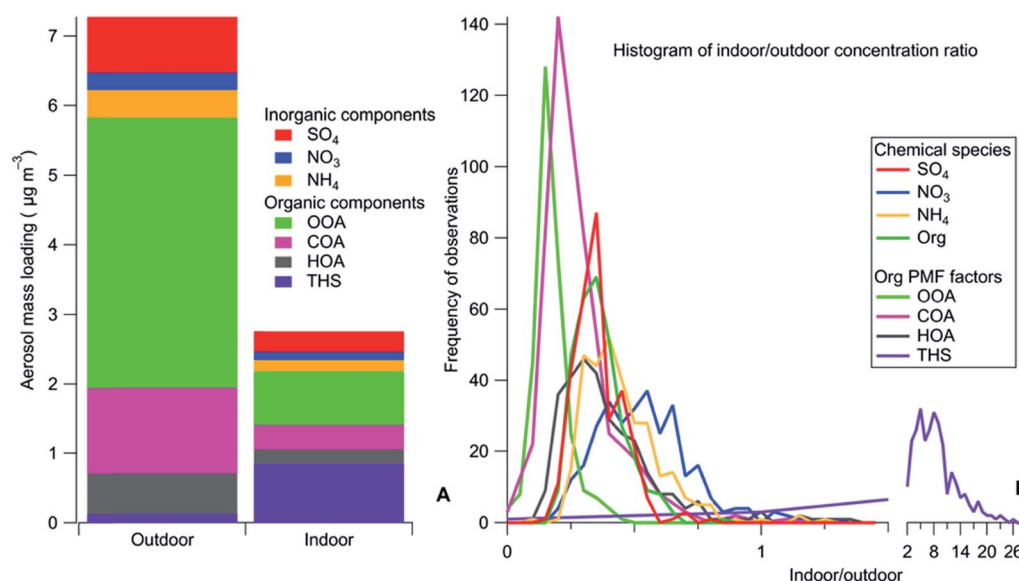 Aerosol mass loading ( µg m⁻³)
7
6
5
4
3
2
1
0
Outdoor
Indoor
Inorganic components
SO₄
NO₃
NH₄
Organic components
OOA
COA
HOA
THS
A
Frequency of observations
140
120
100
80
60
40
20
0
Histogram of indoor/outdoor concentration ratio
Chemical species
SO₄
NO₃
NH₄
Org
Org PMF factors
OOA
COA
HOA
THS
0
1
2
8
14
20
26
Indoor/outdoor